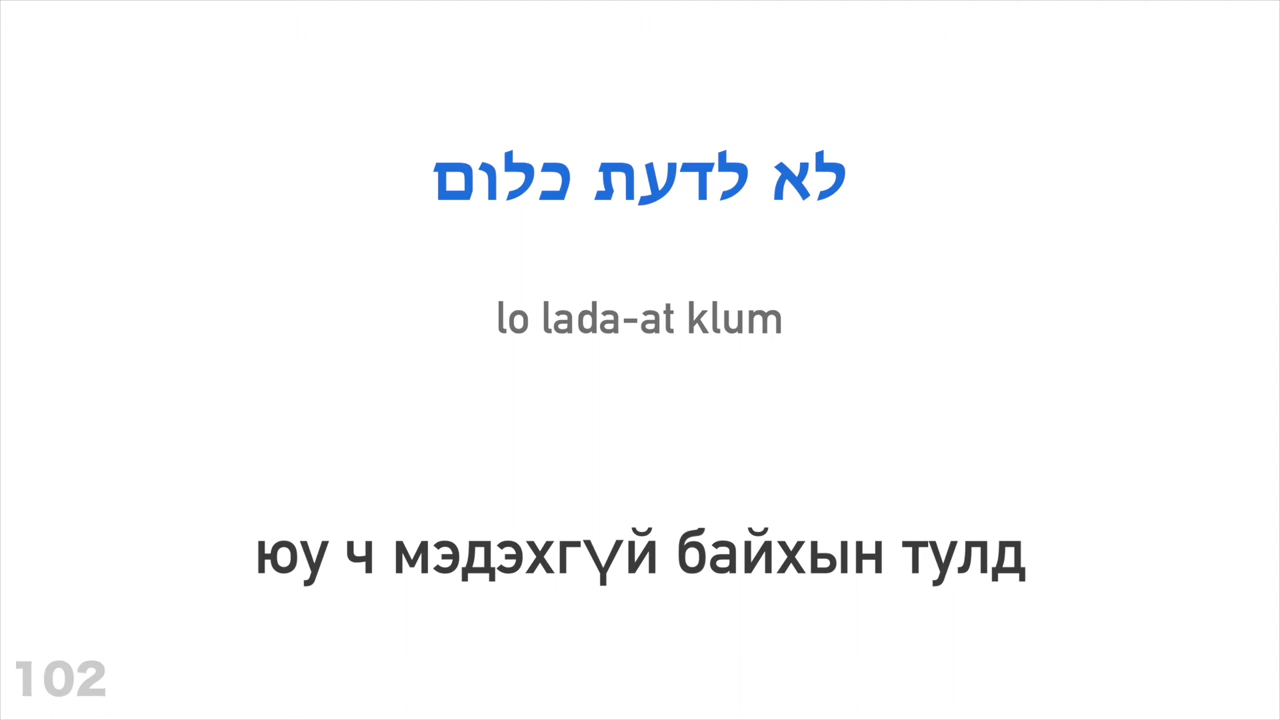 לא לדעת כלום
lo lada-at klum
юу ч мэдэхгүй байхын тулд
102